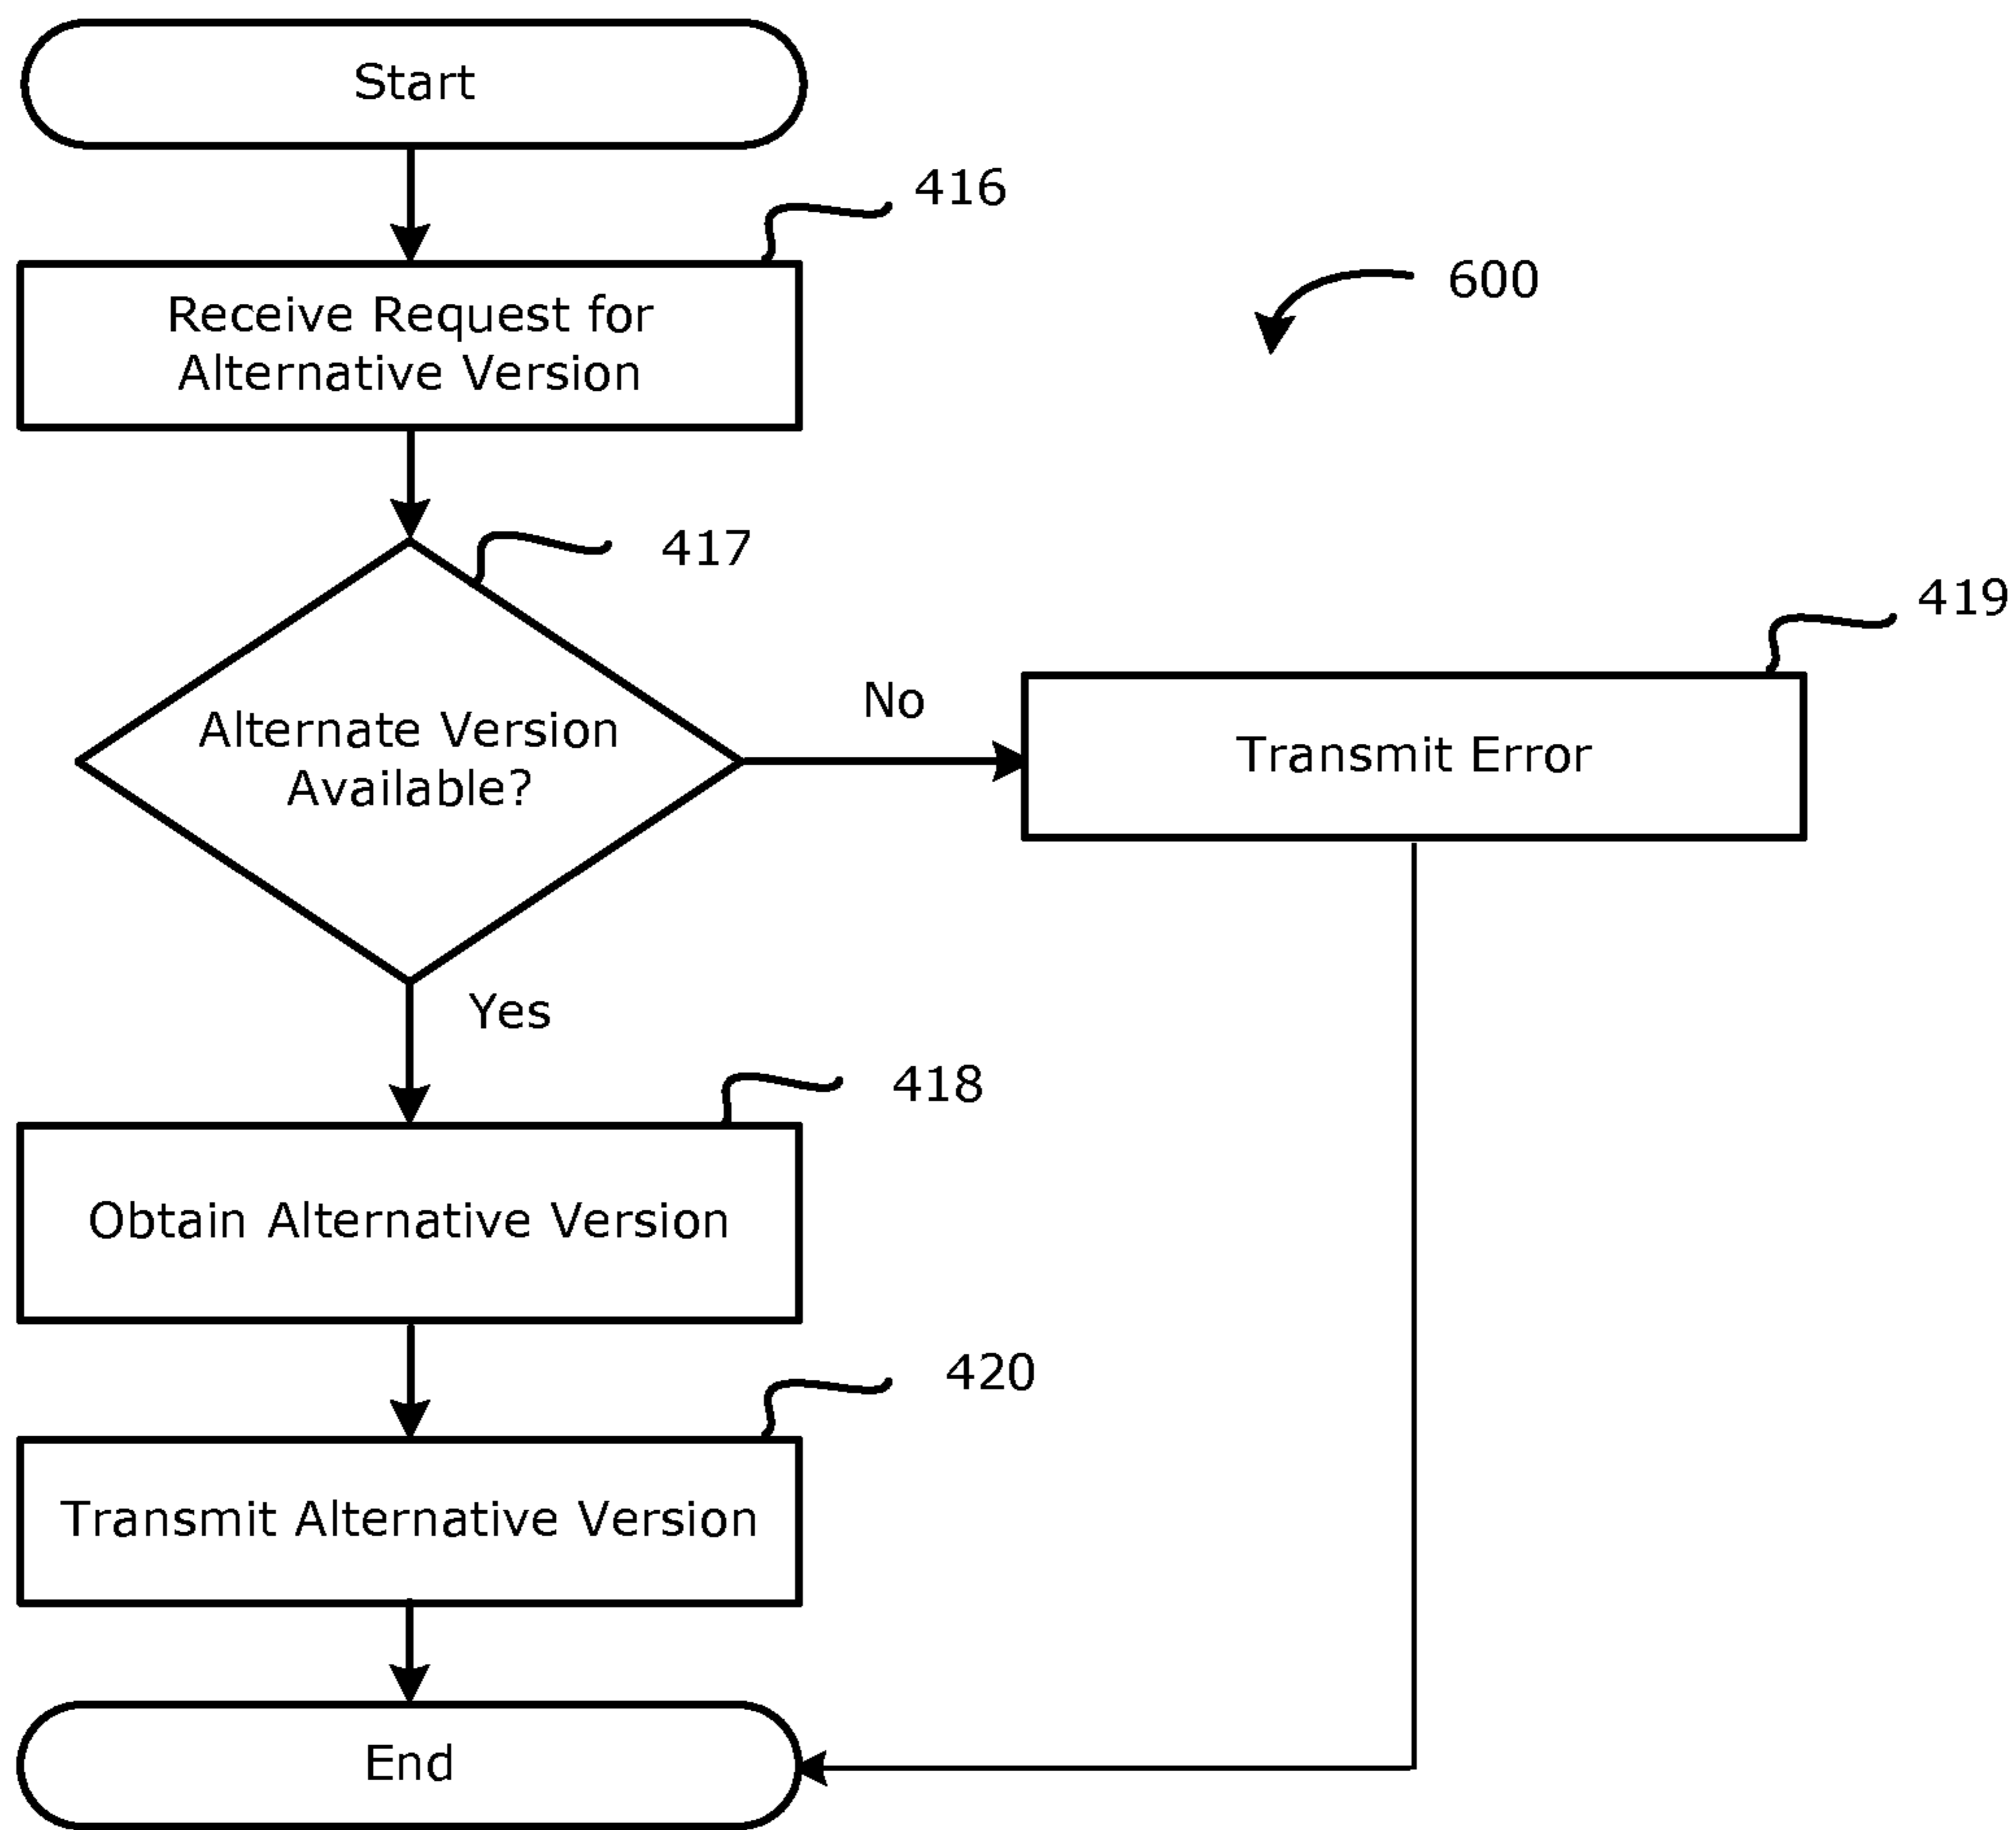 Start
416
Receive Request for
Alternative Version
600
417
Alternate Version
Available?
No
419
Transmit Error
Yes
418
Obtain Alternative Version
420
Transmit Alternative Version
End